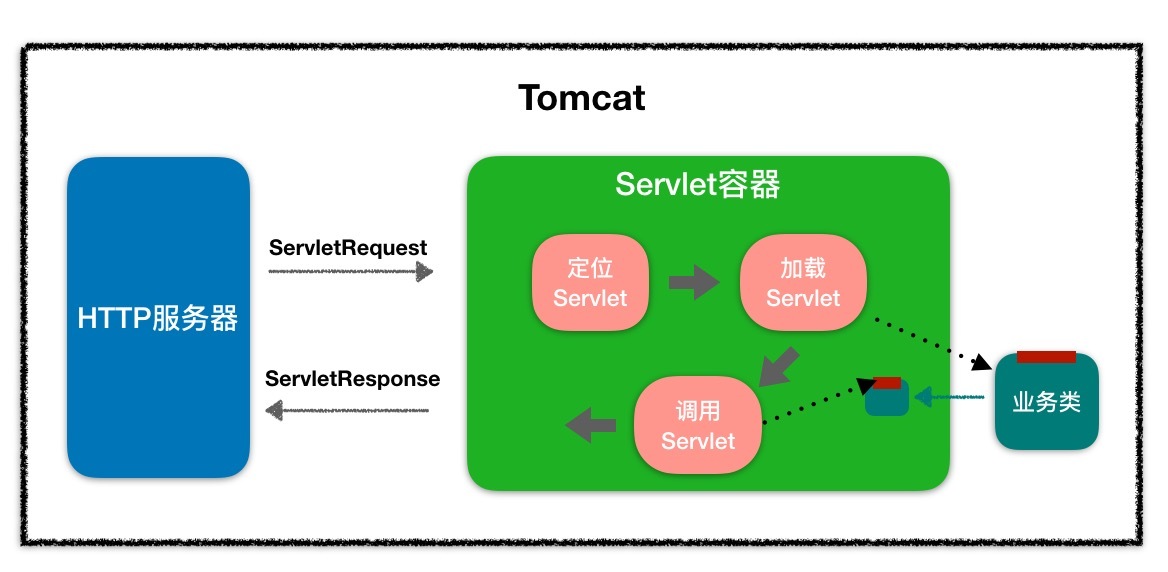 Tomcat
Servlet容器
ServletRequest
定位
Servlet
加载
Servlet
HTTP服务器
ServletResponse
调用
Servlet
业务类